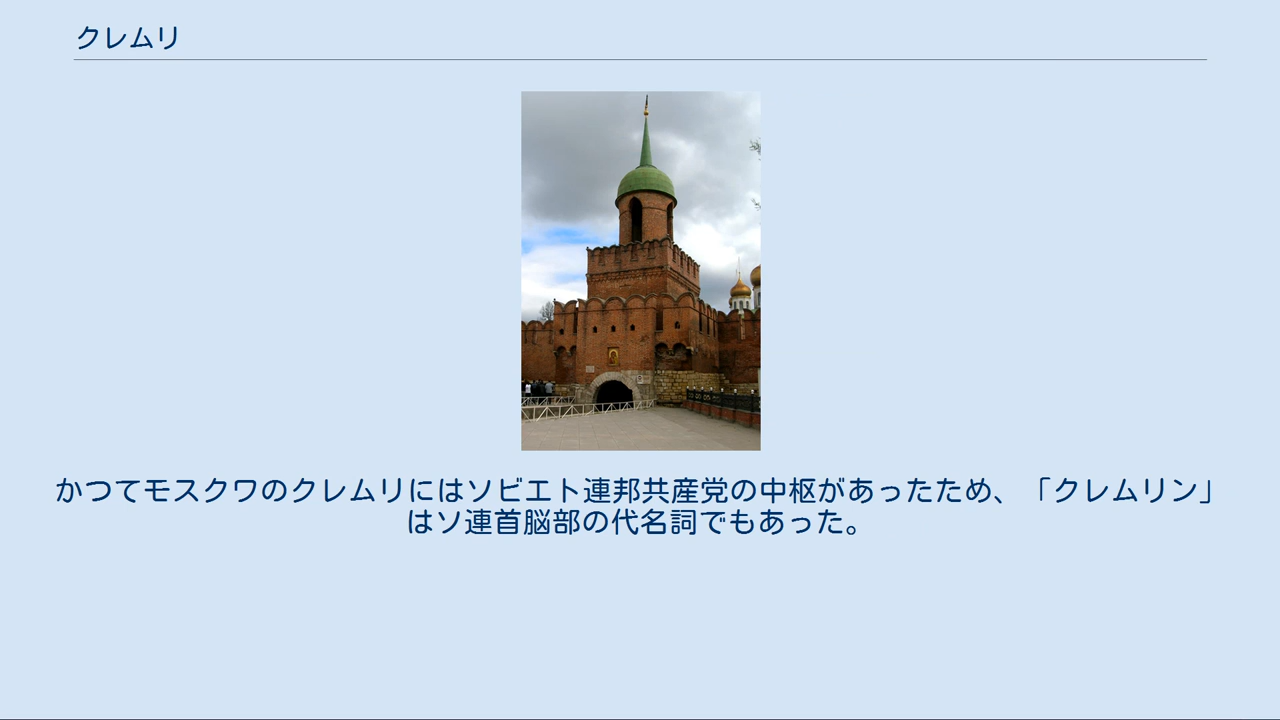 クレムリ
かつてモスクワのクレムリにはソビエト連邦共産党の中枢があったため、「クレムリン」
はソ連首脳部の代名詞でもあった。